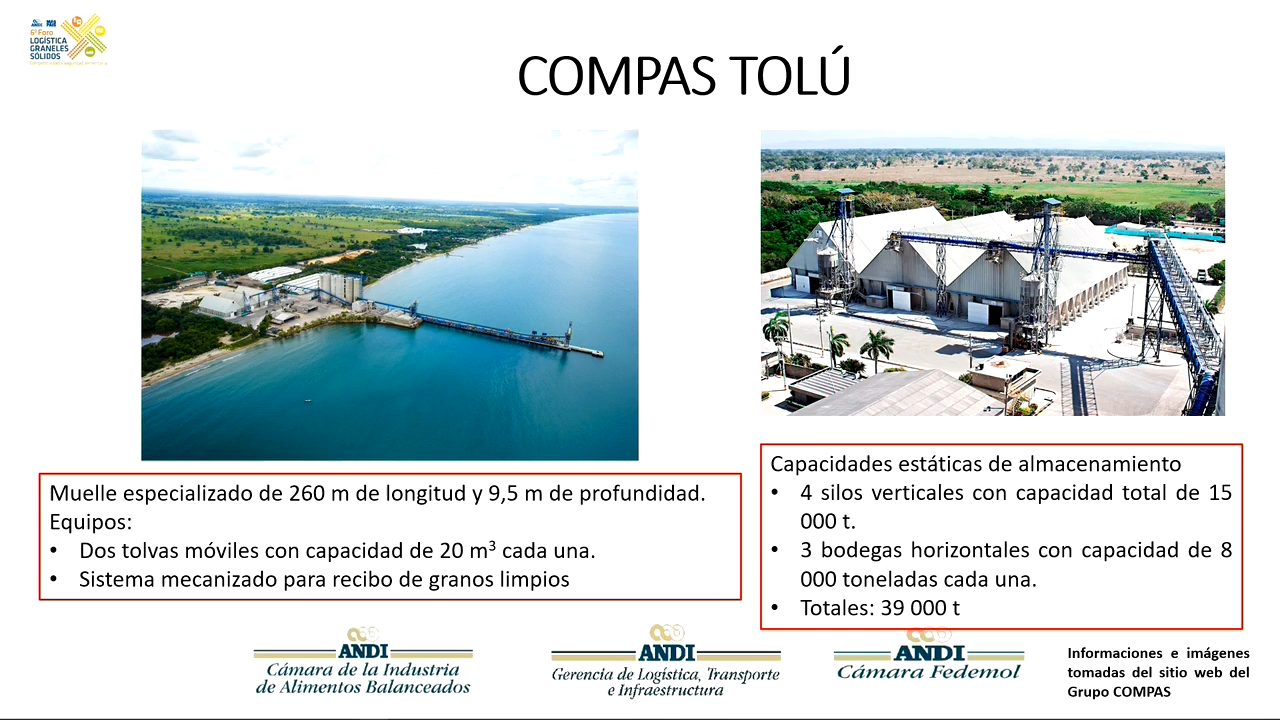 ANDI
6º Foro
LOGÍSTICA
GRANELES
SÓLIDOS
COMPAS TOLÚ
Muelle especializado de 260 m de longitud y 9,5 m de profundidad.
Equipos:
• Dos tolvas móviles con capacidad de 20 m³ cada una.
• Sistema mecanizado para recibo de granos limpios
Capacidades estáticas de almacenamiento
• 4 silos verticales con capacidad total de 15
000 t.
• 3 bodegas horizontales con capacidad de 8
000 toneladas cada una.
• Totales: 39 000 t
ANDI
Cámara de la Industria
de Alimentos Balanceados
ANDI
Gerencia de Logística, Transporte
e Infraestructura
ANDI
Cámara Fedemol
Informaciones e imágenes
tomadas del sitio web del
Grupo COMPAS